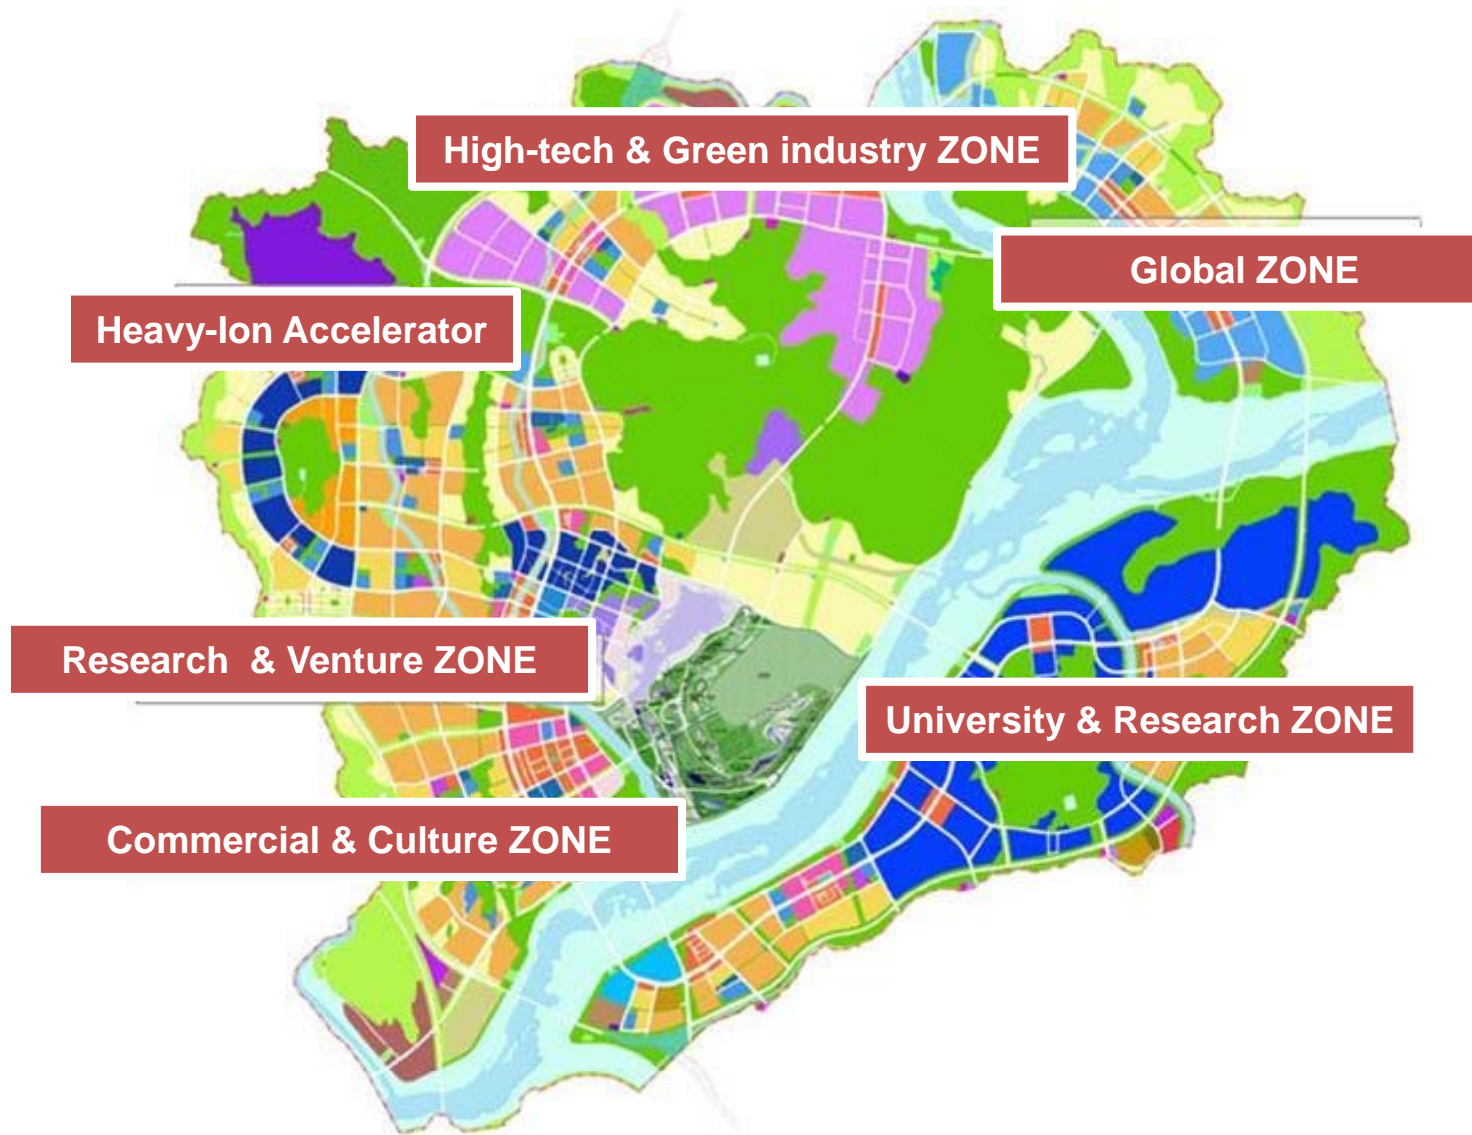 High-tech & Green industry ZONE
Global ZONE
Heavy-Ion Accelerator
Research & Venture ZONE
University & Research ZONE
Commercial & Culture ZONE